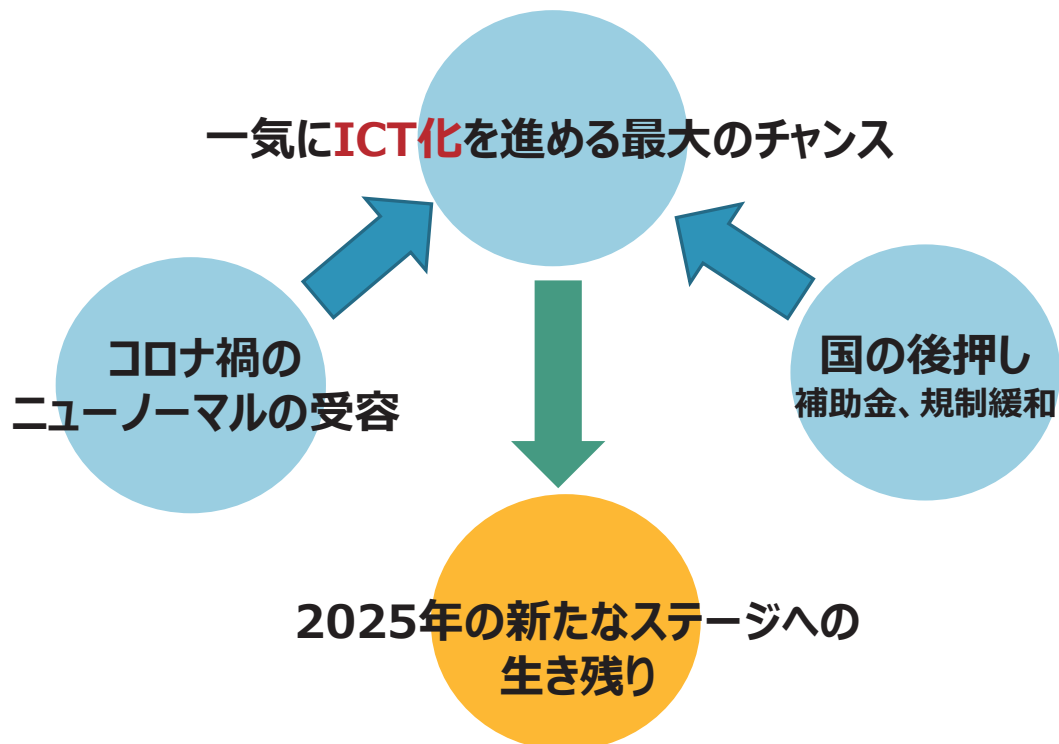 一気にICT化を進める最大のチャンス
コロナ禍の
ニューノーマルの受容
国の後押し
補助金、規制緩和
2025年の新たなステージへの
生き残り